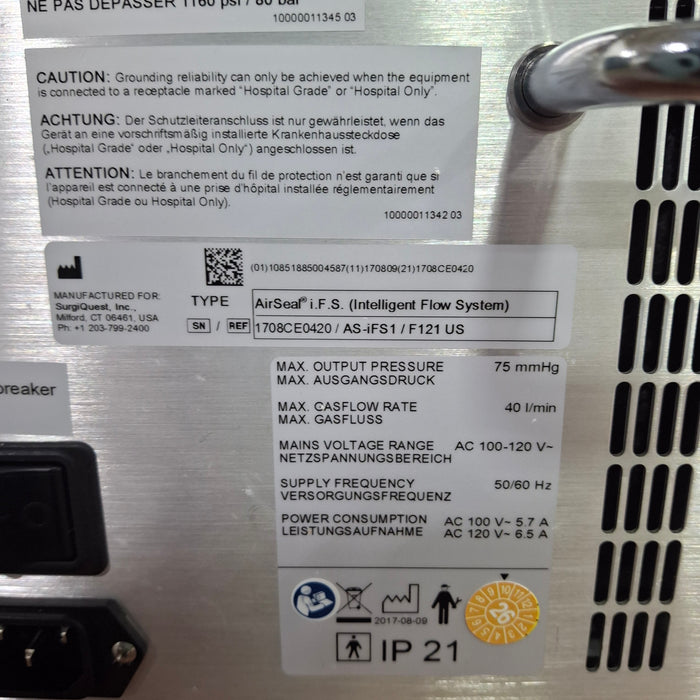 NE PAS DÉPASSER 1160 psi / 80 bar
10000011345 03
CAUTION: Grounding reliability can only be achieved when the equipment
is connected to a receptacle marked "Hospital Grade" or "Hospital Only".
ACHTUNG: Der Schutzleiteranschluss ist nur gewährleistet, wenn das
Gerät an eine vorschriftsmäßig installierte Krankenhaussteckdose
(„Hospital Grade" oder „Hospital Only") angeschlossen ist.
ATTENTION: Le branchement du fil de protection n'est garanti que si
l'appareil est connecté à une prise d'hôpital installée réglementairement
(Hospital Grade ou Hospital Only).
10000011342 03
(01)10851885004587(11)170809(21)1708CE0420
MANUFACTURED FOR:
SurgiQuest, Inc.,
Milford, CT 06461, USA
Ph: +1 203-799-2400
TYPE AirSeal® i.F.S. (Intelligent Flow System)
SN / REF 1708CE0420 / AS-iFS1 / F121 US
breaker
MAX. OUTPUT PRESSURE 75 mmHg
MAX. AUSGANGSDRUCK
MAX. CASFLOW RATE 40 l/min
MAX. GASFLUSS
MAINS VOLTAGE RANGE AC 100-120 V~
NETZSPANNUNGSBEREICH
SUPPLY FREQUENCY 50/60 Hz
VERSORGUNGSFREQUENZ
POWER CONSUMPTION AC 100 V~ 5.7 A
LEISTUNGSAUFNAHME AC 120 V~ 6.5 A
2017-08-09
IP 21